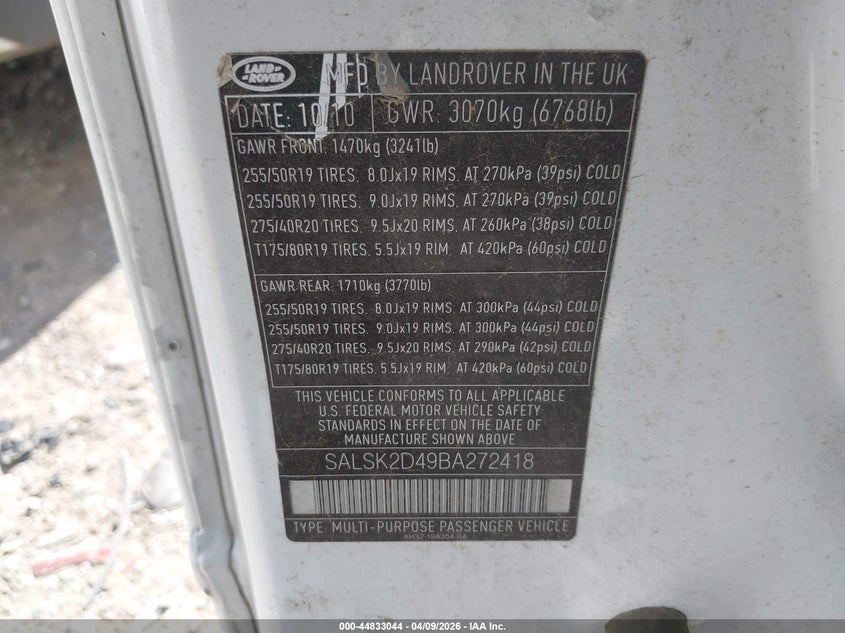 LAND-
ROVER
MFD BY LANDROVER IN THE UK
DATE: 10/10 GWR: 3070kg (6768lb)
GAWR FRONT. 1470kg (3241lb)
255/50R19 TIRES. 8.0Jx19 RIMS. AT 270kPa (39psi) COLD
255/50R19 TIRES. 9.0Jx19 RIMS. AT 270kPa (39psi) COLD
275/40R20 TIRES. 9.5Jx20 RIMS. AT 260kPa (38psi) COLD
T175/80R19 TIRES. 5.5Jx19 RIM. AT 420kPa (60psi) COLD
GAWR REAR. 1710kg (3770lb)
255/50R19 TIRES. 8.0Jx19 RIMS. AT 300kPa (44psi) COLD
255/50R19 TIRES. 9.0Jx19 RIMS. AT 300kPa (44psi) COLD
275/40R20 TIRES. 9.5Jx20 RIMS. AT 290kPa (42psi) COLD
T175/80R19 TIRES. 5.5Jx19 RIM. AT 420kPa (60psi) COLD
THIS VEHICLE CONFORMS TO ALL APPLICABLE
U.S. FEDERAL MOTOR VEHICLE SAFETY
STANDARDS IN EFFECT ON THE DATE OF
MANUFACTURE SHOWN ABOVE
SALSK2D49BA272418
TYPE: MULTI-PURPOSE PASSENGER VEHICLE
AH32-19A354-BA
000-44833044 | 04/09/2026 - IAA Inc.